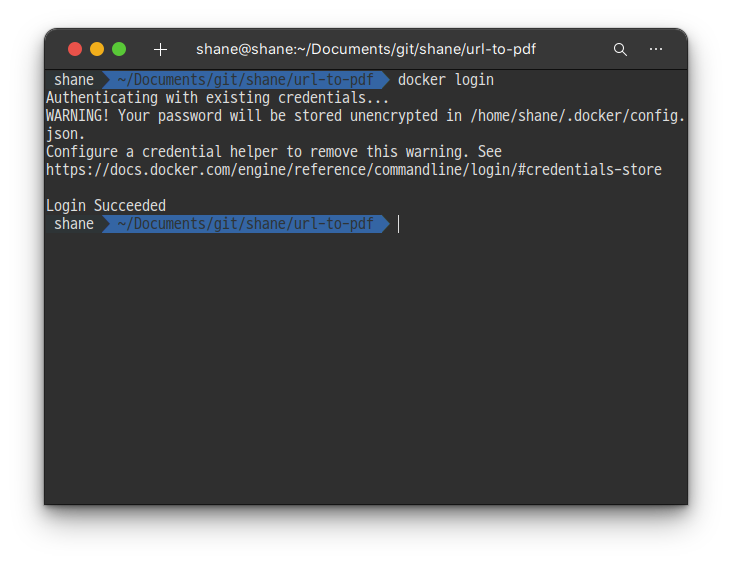 shane@shane:~/Documents/git/shane/url-to-pdf
shane ~/Documents/git/shane/url-to-pdf docker login
Authenticating with existing credentials...
WARNING! Your password will be stored unencrypted in /home/shane/.docker/config.
json.
Configure a credential helper to remove this warning. See
https://docs.docker.com/engine/reference/commandline/login/#credentials-store
Login Succeeded
shane ~/Documents/git/shane/url-to-pdf